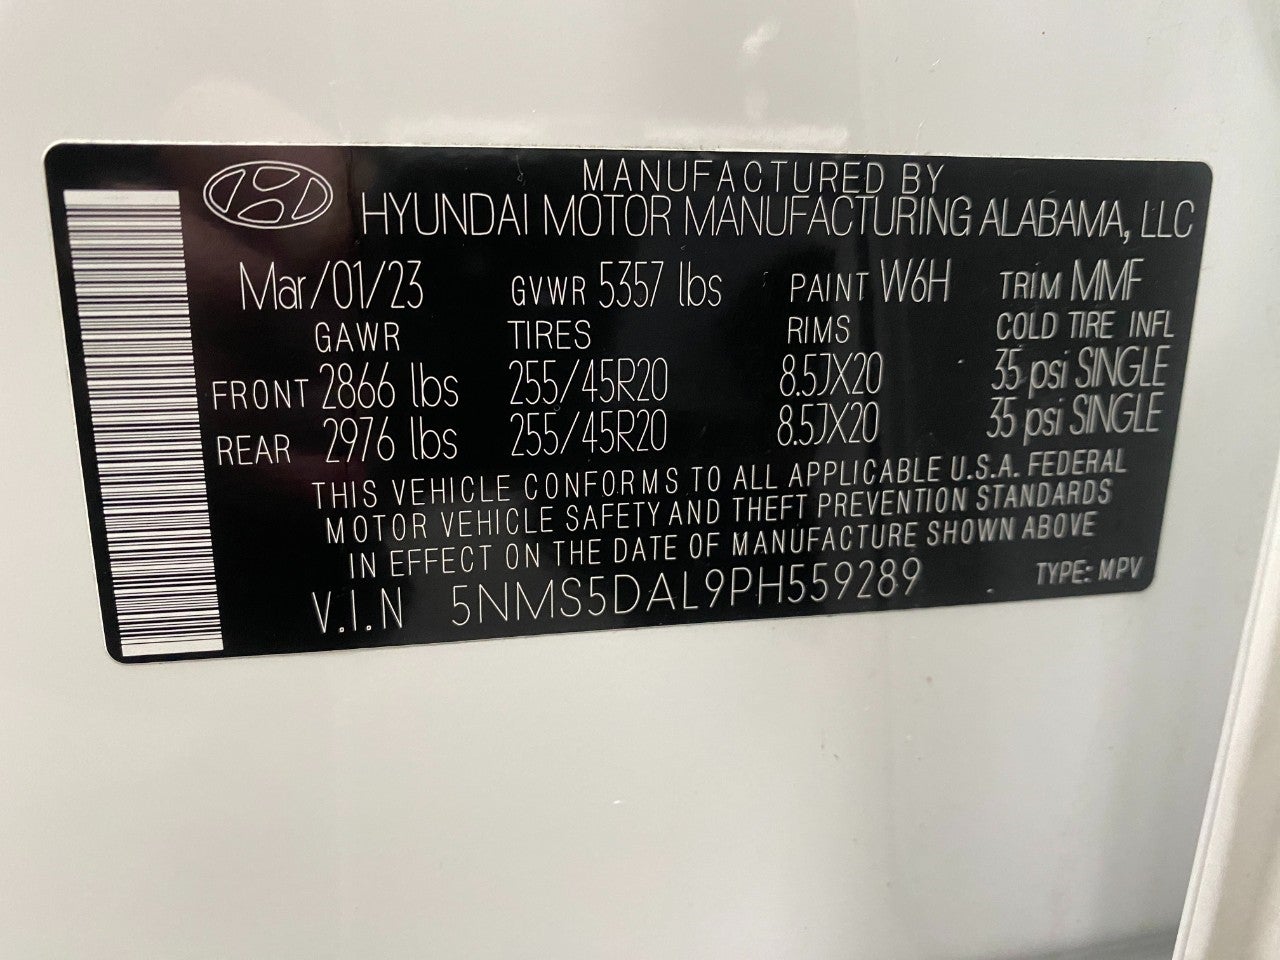 MANUFACTURED BY
HYUNDAI MOTOR MANUFACTURING ALABAMA, LLC
Mar/01/23 GVWR 5357 lbs PAINT W6H TRIM MMF
GAWR TIRES RIMS COLD TIRE INFL
FRONT 2866 lbs 255/45R20 8.5JX20 35 psi SINGLE
REAR 2976 lbs 255/45R20 8.5JX20 35 psi SINGLE
THIS VEHICLE CONFORMS TO ALL APPLICABLE U.S.A. FEDERAL
MOTOR VEHICLE SAFETY AND THEFT PREVENTION STANDARDS
IN EFFECT ON THE DATE OF MANUFACTURE SHOWN ABOVE
V.I.N 5NMS5DAL9PH559289 TYPE: MPV